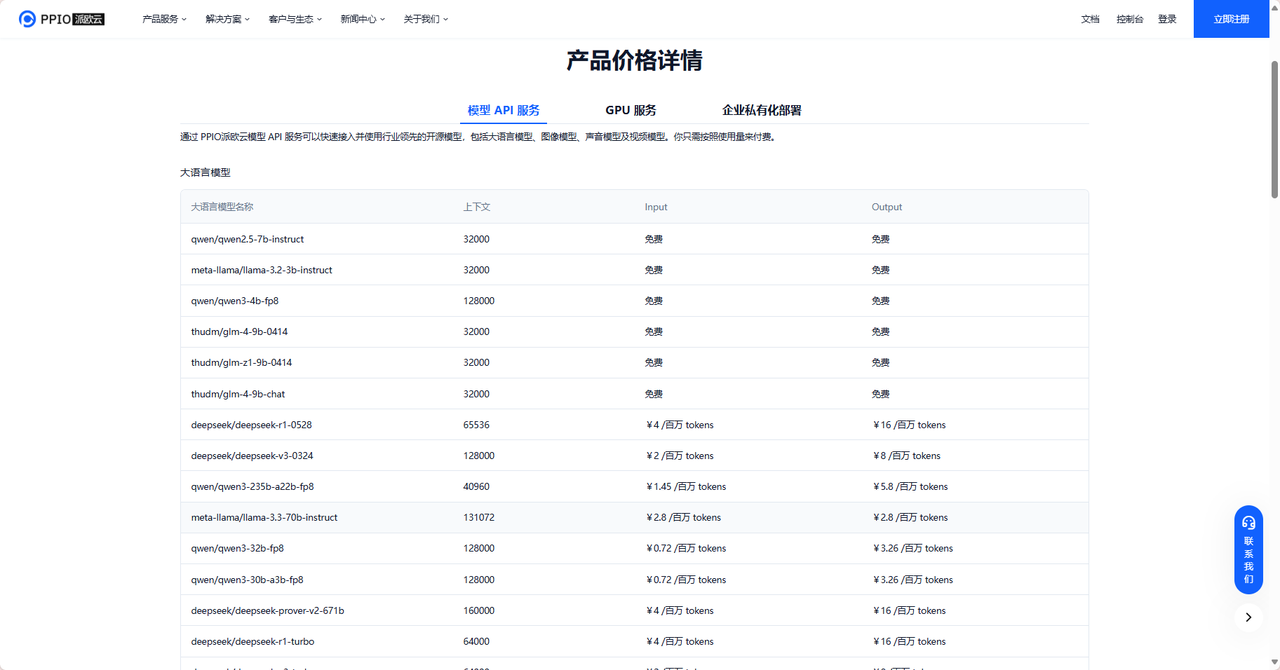 PPIO派欧云 产品服务 解决方案 客户与生态 新闻中心 关于我们 文档 控制台 登录 立即注册
产品价格详情
模型 API 服务 GPU 服务 企业私有化部署
通过 PPIO派欧云模型 API 服务可以快速接入并使用行业领先的开源模型，包括大语言模型、图像模型、声音模型及视频模型。你只需按照使用量来付费。
大语言模型
大语言模型名称 上下文 Input Output
qwen/qwen2.5-7b-instruct 32000 免费 免费
meta-llama/llama-3.2-3b-instruct 32000 免费 免费
qwen/qwen3-4b-fp8 128000 免费 免费
thudm/glm-4-9b-0414 32000 免费 免费
thudm/glm-z1-9b-0414 32000 免费 免费
thudm/glm-4-9b-chat 32000 免费 免费
deepseek/deepseek-r1-0528 65536 ¥4 /百万 tokens ¥16 /百万 tokens
deepseek/deepseek-v3-0324 128000 ¥2 /百万 tokens ¥8 /百万 tokens
qwen/qwen3-235b-a22b-fp8 40960 ¥1.45 /百万 tokens ¥5.8 /百万 tokens
meta-llama/llama-3.3-70b-instruct 131072 ¥2.8 /百万 tokens ¥2.8 /百万 tokens
qwen/qwen3-32b-fp8 128000 ¥0.72 /百万 tokens ¥3.26 /百万 tokens
qwen/qwen3-30b-a3b-fp8 128000 ¥0.72 /百万 tokens ¥3.26 /百万 tokens
deepseek/deepseek-prover-v2-671b 160000 ¥4 /百万 tokens ¥16 /百万 tokens
deepseek/deepseek-r1-turbo 64000 ¥4 /百万 tokens ¥16 /百万 tokens
联系我们